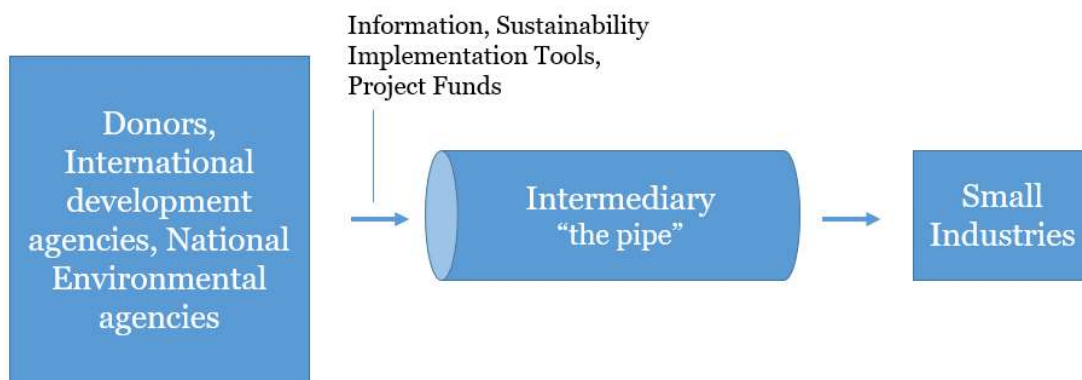 Information, Sustainability
Implementation Tools,
Project Funds
Donors,
International
development
agencies, National
Environmental
agencies
Intermediary
“the pipe”
Small
Industries